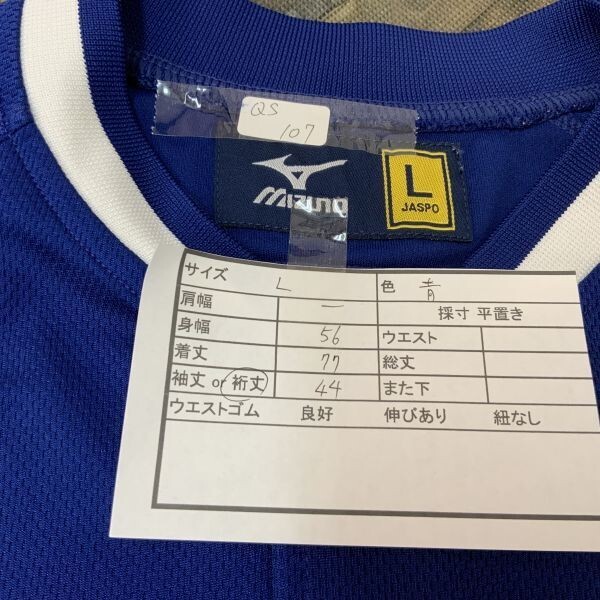 QS
107
MIZUNO
L
JASPO
サイズ L 色 青
肩幅 — 採寸 平置き
身幅 56 ウエスト
着丈 77 総丈
袖丈 or 裄丈 44 また下
ウエストゴム 良好 伸びあり 紐なし